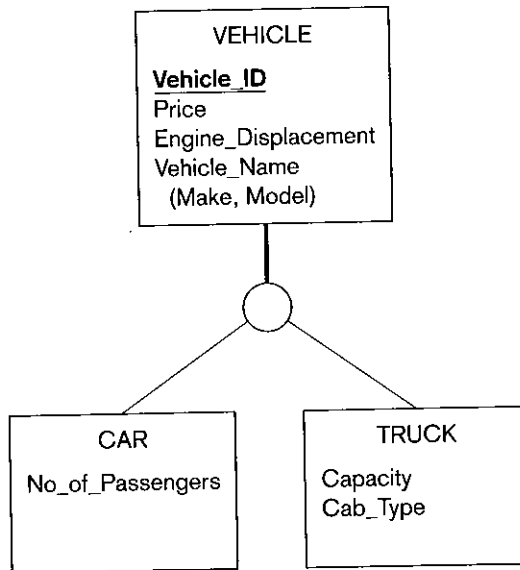 VEHICLE
Vehicle_ID
Price
Engine_Displacement
Vehicle_Name
(Make, Model)
CAR
No_of_Passengers
TRUCK
Capacity
Cab_Type